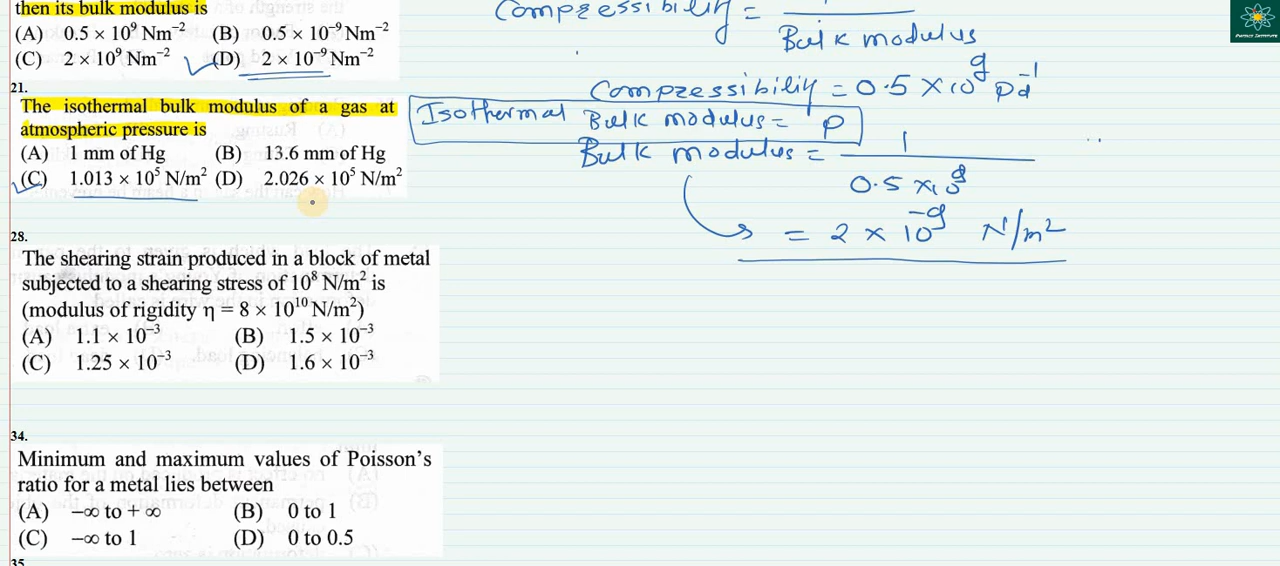 then its bulk modulus is
(A) 0.5 × 10⁹ Nm⁻² (B) 0.5 × 10⁻⁹ Nm⁻²
(C) 2 × 10⁹ Nm⁻² (D) 2 × 10⁻⁹ Nm⁻²
21.
The isothermal bulk modulus of a gas at
atmospheric pressure is
(A) 1 mm of Hg (B) 13.6 mm of Hg
(C) 1.013 × 10⁵ N/m² (D) 2.026 × 10⁵ N/m²
28.
The shearing strain produced in a block of metal
subjected to a shearing stress of 10⁸ N/m² is
(modulus of rigidity η = 8 × 10¹⁰ N/m²)
(A) 1.1 × 10⁻³ (B) 1.5 × 10⁻³
(C) 1.25 × 10⁻³ (D) 1.6 × 10⁻³
34.
Minimum and maximum values of Poisson's
ratio for a metal lies between
(A) –∞ to + ∞ (B) 0 to 1
(C) –∞ to 1 (D) 0 to 0.5
35.
Compressibility =
Bulk modulus
Compressibility = 0.5 × 10⁹ Pa⁻¹
Isothermal Bulk modulus = P
Bulk modulus = 1
0.5 × 10⁹
= 2 × 10⁻⁹ N/m²